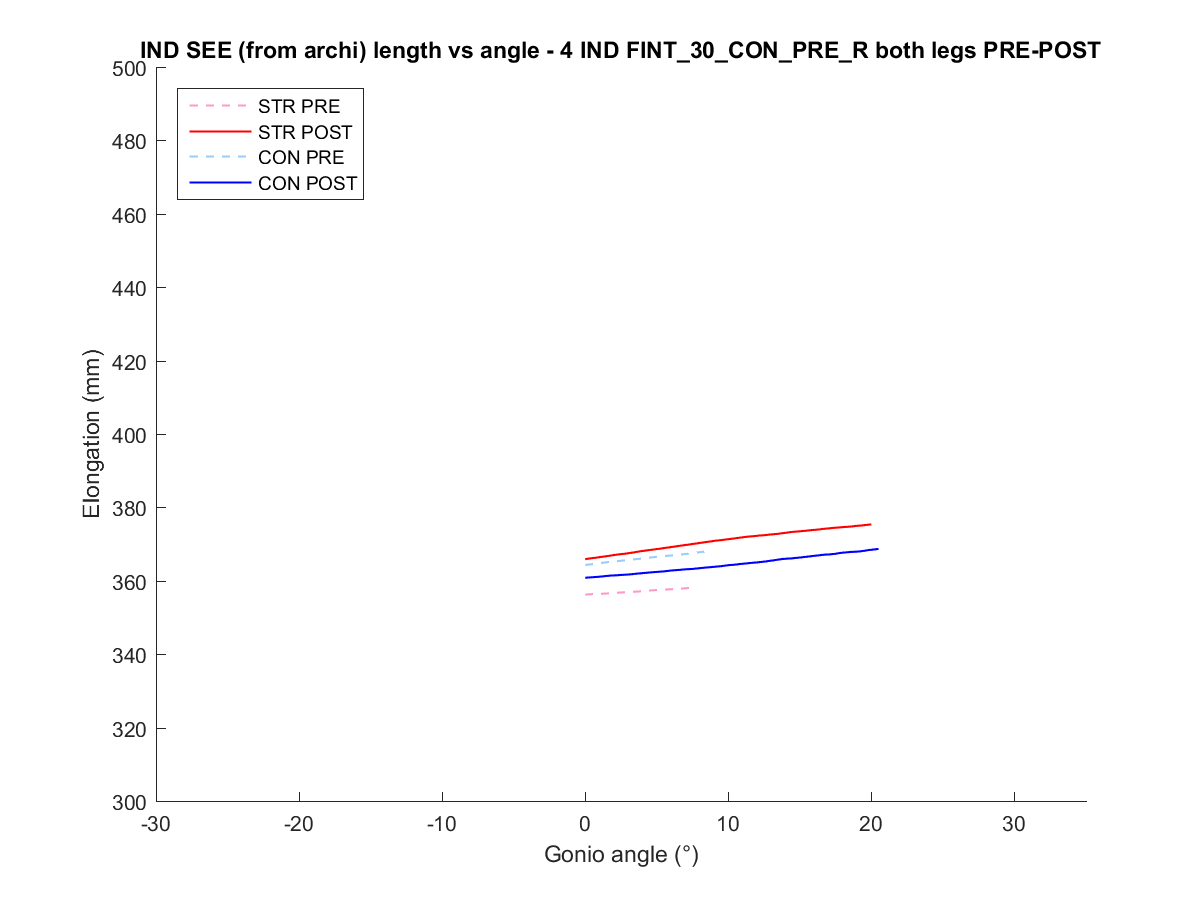 IND SEE (from archi) length vs angle - 4 IND FINT_30_CON_PRE_R both legs PRE-POST
500
480
460
440
420
400
380
360
340
320
300
STR PRE
STR POST
CON PRE
CON POST
Elongation (mm)
-30
-20
-10
0
10
20
30
Gonio angle (°)